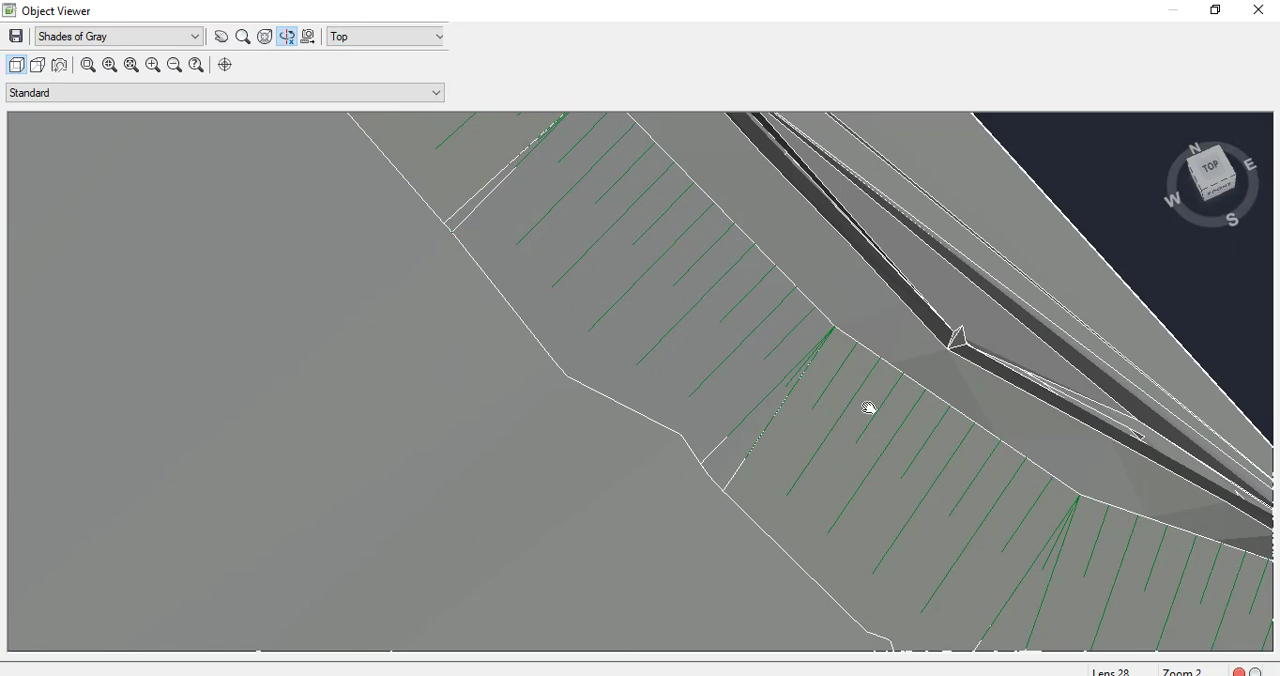 Object Viewer
Shades of Gray
Top
Standard
N
E
TOP
W
S
Lens 28
Zoom 2